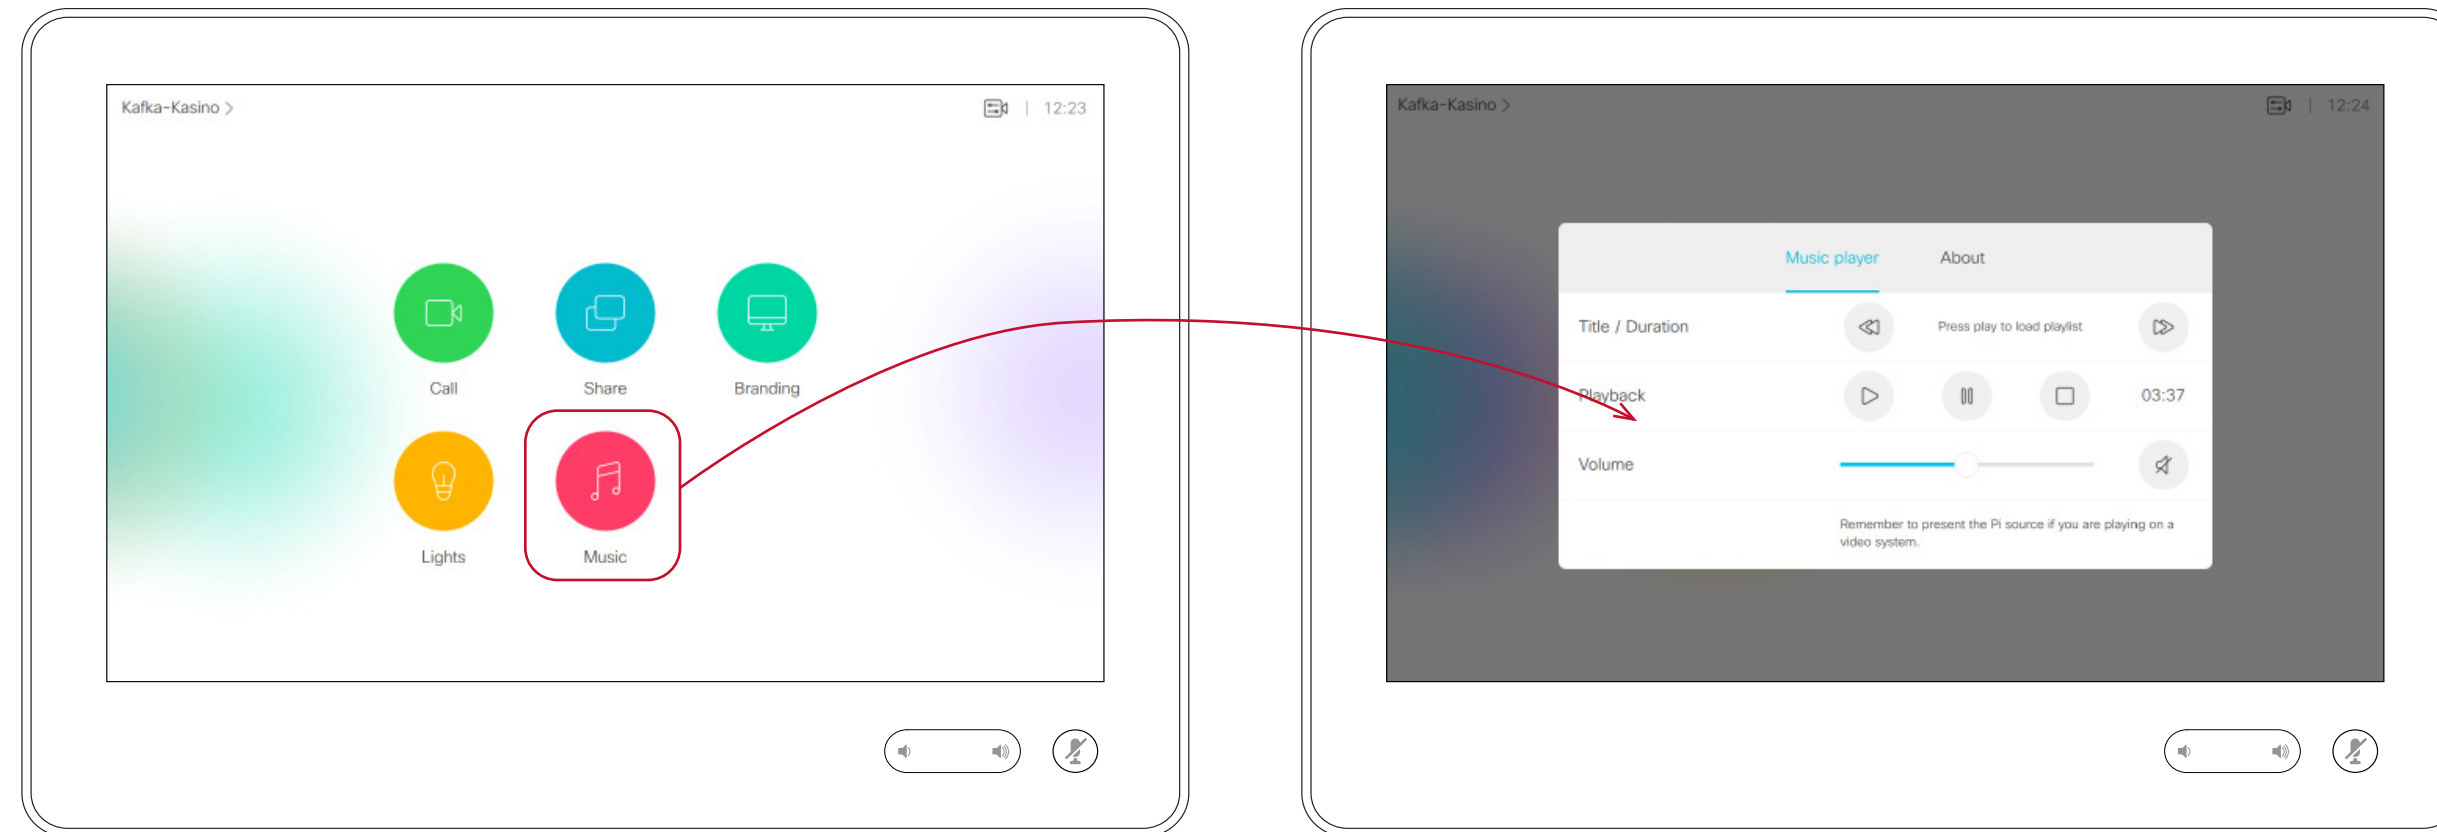 Kafka-Kasino >
12:23
Call
Share
Branding
Lights
Music
Kafka-Kasino >
12:24
Music player
About
Title / Duration
Press play to load playlist
Playback
03:37
Volume
Remember to present the Pi source if you are playing on a
video system.